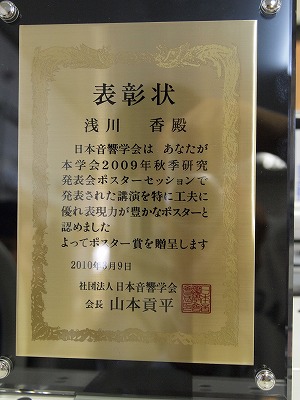 表彰状
浅川 香殿
日本音響学会は あなたが
本学会2009年秋季研究
発表会ポスターセッションで
発表された講演を特に工夫に
優れ表現力が豊かなポスターと
認めました
よってポスター賞を贈呈します
2010年3月9日
社団法人日本音響学会
会長 山本貢平